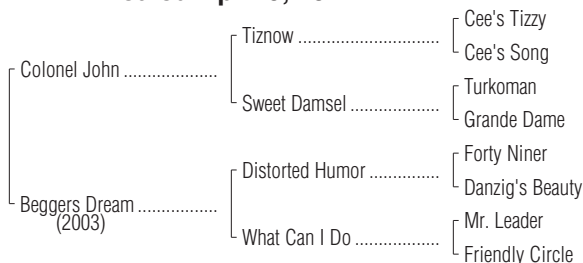 Colonel John
Beggers Dream
(2003)
Tiznow
Sweet Damsel
Distorted Humor
What Can I Do
Cee's Tizzy
Cee's Song
Turkoman
Grande Dame
Forty Niner
Danzig's Beauty
Mr. Leader
Friendly Circle